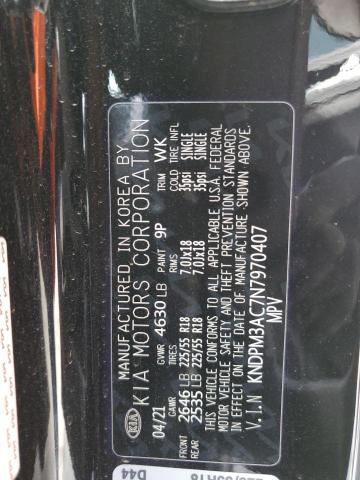 MANUFACTURED IN KOREA BY
KIA KIA MOTORS CORPORATION
04/21 GVWR 4630 LB PAINT 9P TRIM WK
GAWR TIRES RIMS COLD TIRE INFL
FRONT 2646 LB 225/55 R18 7.0JX18 35psi SINGLE
REAR 2535 LB 225/55 R18 7.0JX18 35psi SINGLE
THIS VEHICLE CONFORMS TO ALL APPLICABLE U.S.A. FEDERAL
MOTOR VEHICLE SAFETY AND THEFT PREVENTION STANDARDS
IN EFFECT ON THE DATE OF MANUFACTURE SHOWN ABOVE.
V.I.N KNDPM3AC7N7970407
MPV
D44